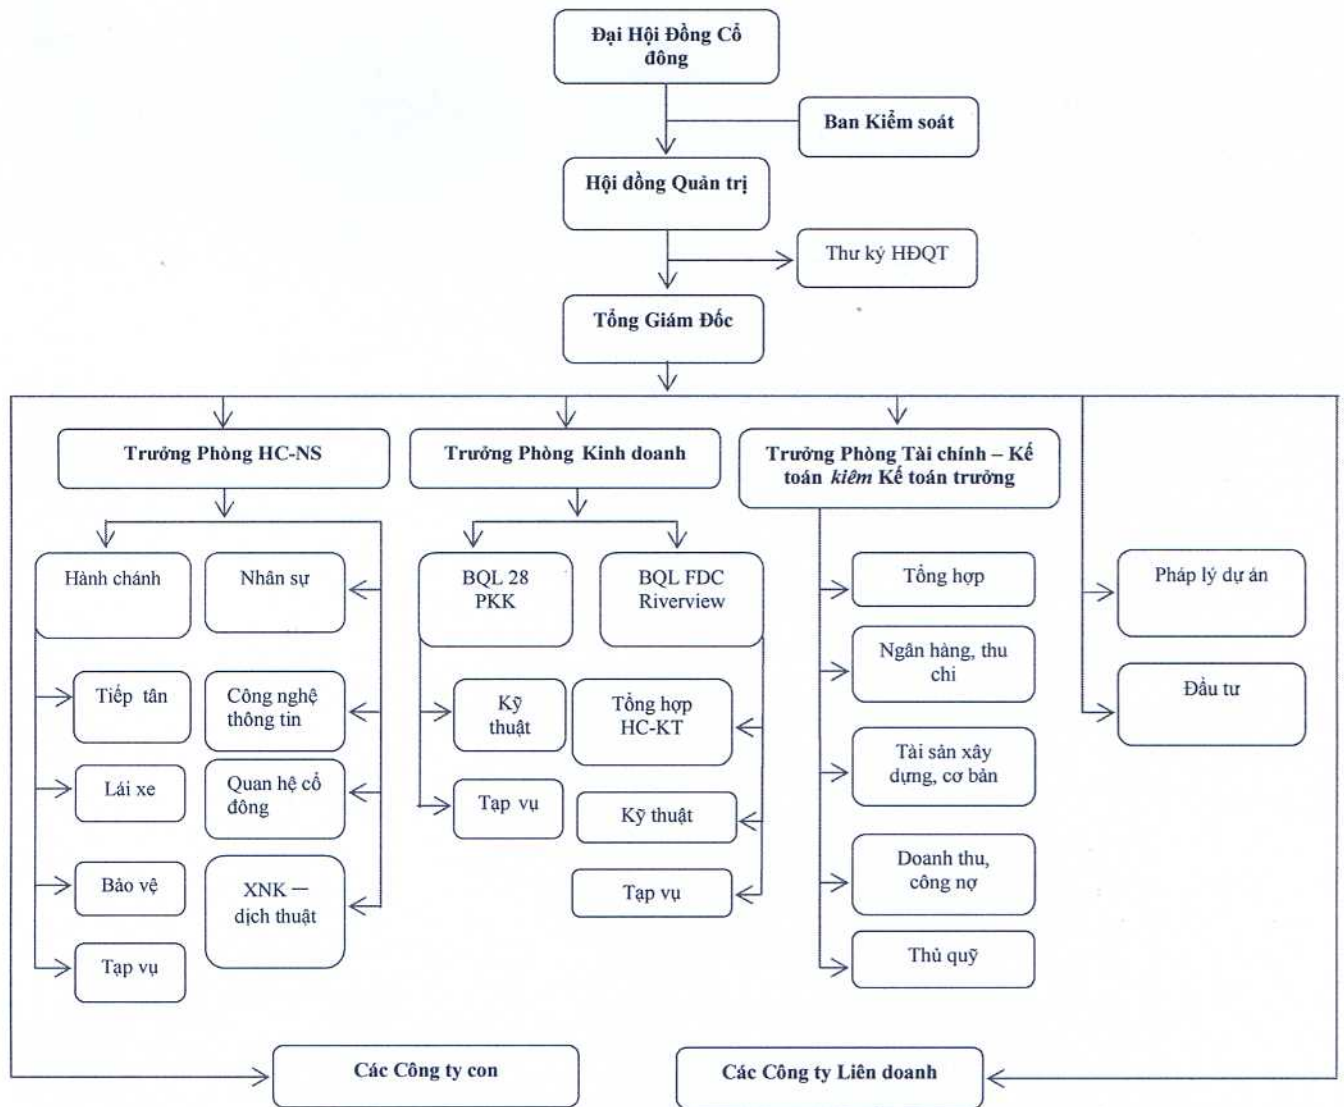 Đại Hội Đồng Cổ
đông
Ban Kiểm soát
Hội đồng Quản trị
Thư ký HĐQT
Tổng Giám Đốc
Trưởng Phòng HC-NS
Trưởng Phòng Kinh doanh
Trưởng Phòng Tài chính – Kế
toán kiêm Kế toán trưởng
Hành chánh
Tiếp tân
Lái xe
Bảo vệ
Tạp vụ
Nhân sự
Công nghệ
thông tin
Quan hệ cổ
đông
XNK –
dịch thuật
BQL 28
PKK
Kỹ
thuật
Tạp vụ
BQL FDC
Riverview
Tổng hợp
HC-KT
Kỹ thuật
Tạp vụ
Tổng hợp
Ngân hàng, thu
chi
Tài sản xây
dựng, cơ bản
Doanh thu,
công nợ
Thủ quỹ
Pháp lý dự án
Đầu tư
Các Công ty con
Các Công ty Liên doanh